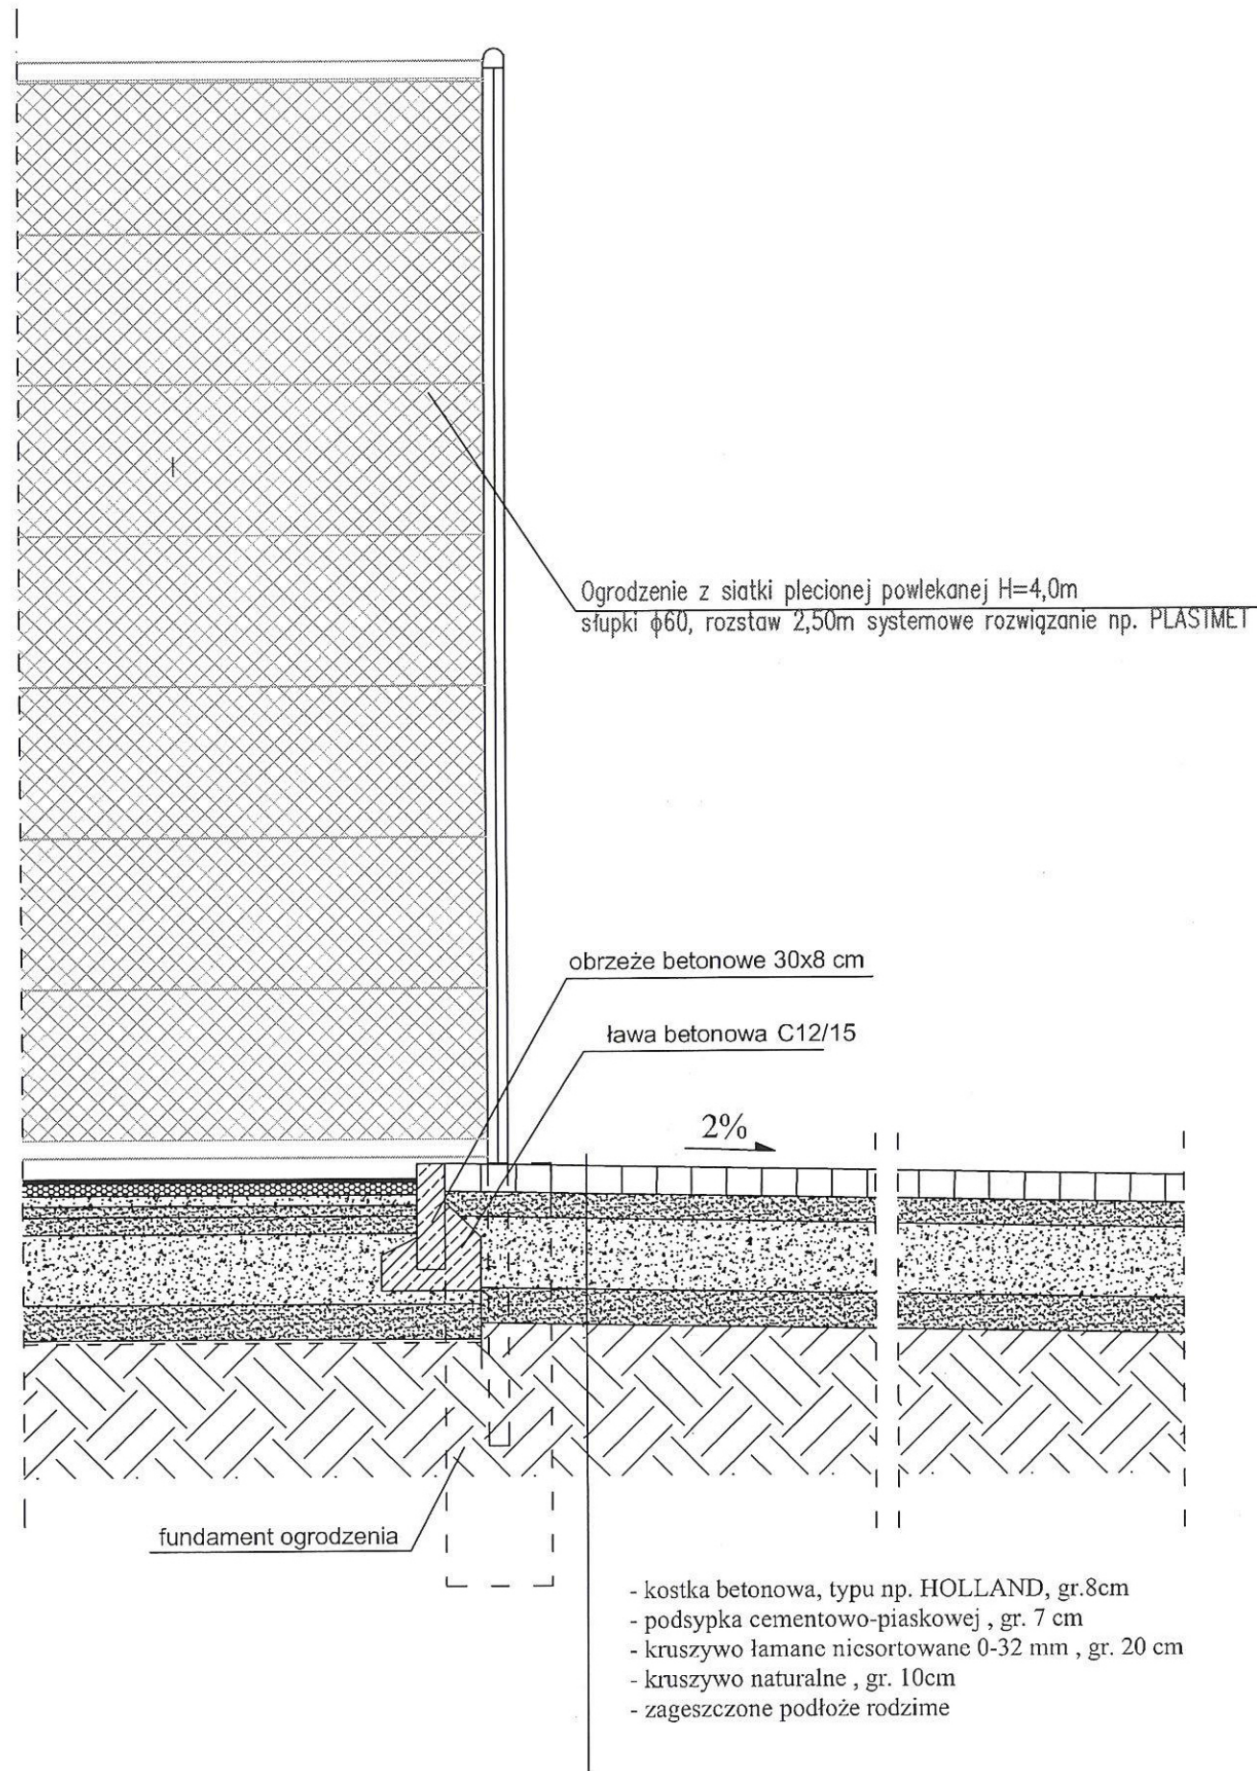 Ogrodzenie z siatki plecionej powlekanej H=4,0m
słupki ϕ60, rozstaw 2,50m systemowe rozwiązanie np. PLASTMET
obrzeże betonowe 30x8 cm
ława betonowa C12/15
2%
fundament ogrodzenia
- kostka betonowa, typu np. HOLLAND, gr.8cm
- podsypka cementowo-piaskowej , gr. 7 cm
- kruszywo łamane niesortowane 0-32 mm , gr. 20 cm
- kruszywo naturalne , gr. 10cm
- zageszczone podłoże rodzime